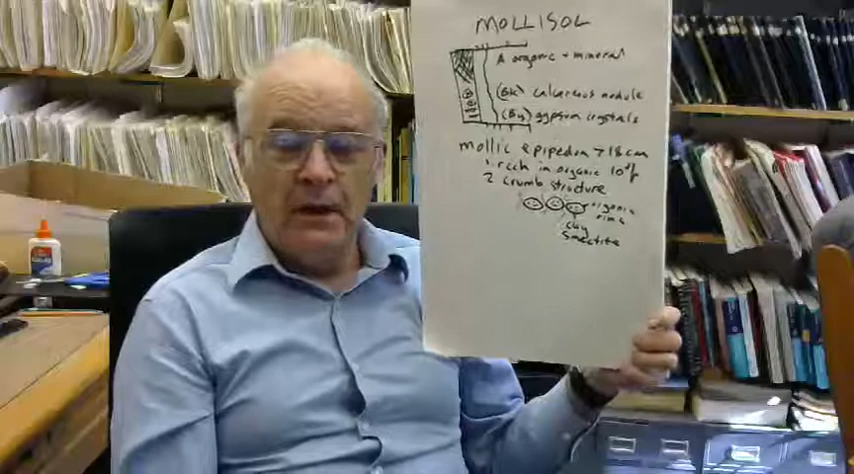 MOLLISOL
A organic + mineral
(Bk) calcareous nodule
(By) gypsum crystals
Mollic epipedon > 18 cm
1. rich in organic 10%
2 crumb structure
organic
rims
clay
smectite